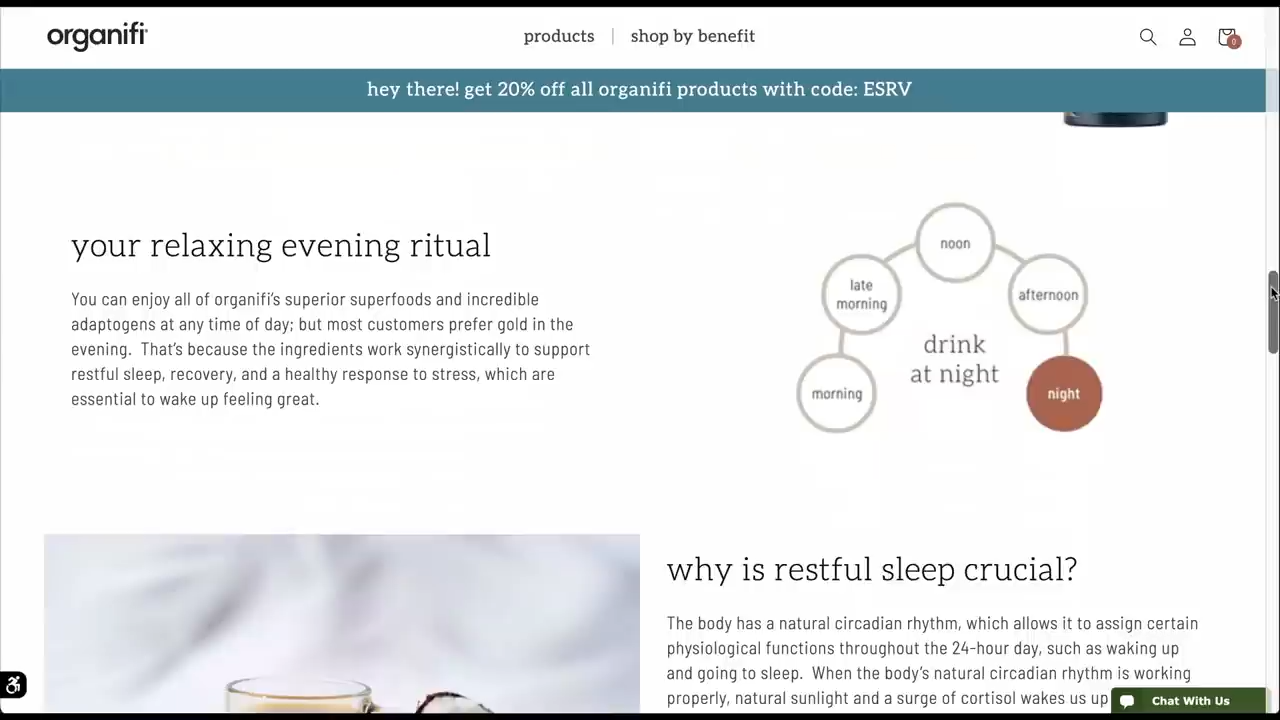 organifi
products | shop by benefit
0
hey there! get 20% off all organifi products with code: ESRV
your relaxing evening ritual
You can enjoy all of organifi's superior superfoods and incredible
adaptogens at any time of day; but most customers prefer gold in the
evening. That's because the ingredients work synergistically to support
restful sleep, recovery, and a healthy response to stress, which are
essential to wake up feeling great.
noon
late
morning
afternoon
drink
at night
morning
night
why is restful sleep crucial?
The body has a natural circadian rhythm, which allows it to assign certain
physiological functions throughout the 24-hour day, such as waking up
and going to sleep. When the body's natural circadian rhythm is working
properly, natural sunlight and a surge of cortisol wakes us up
Chat With Us